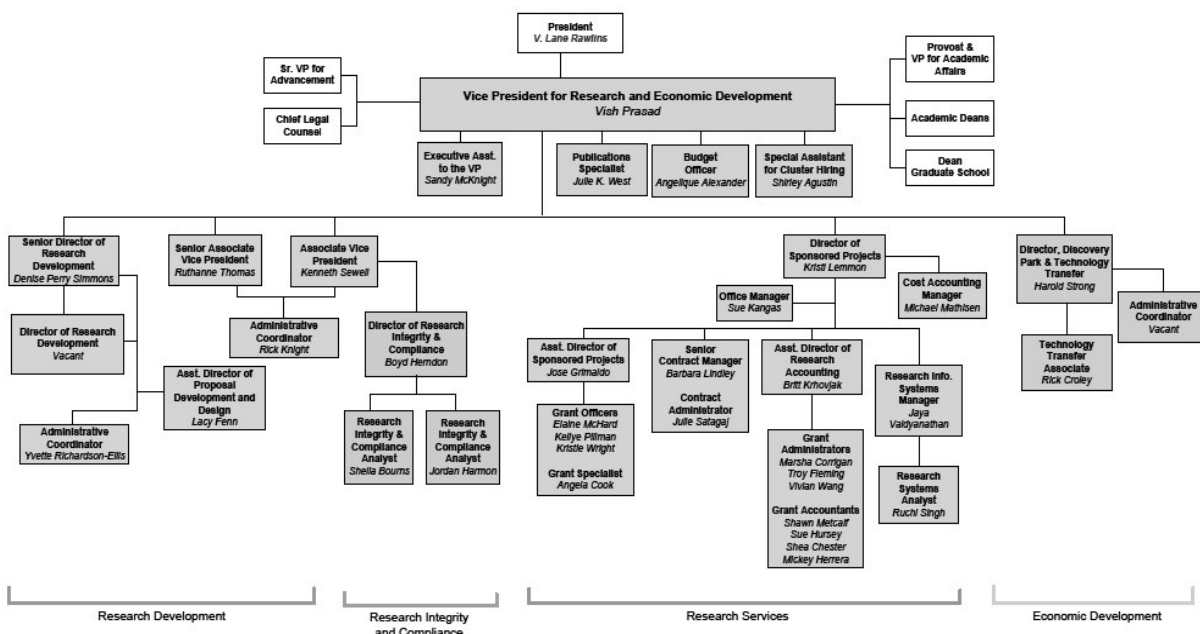 President
V. Lane Rawlins
Sr. VP for
Advancement
Chief Legal
Counsel
Vice President for Research and Economic Development
Vish Prasad
Provost &
VP for Academic
Affairs
Academic Deans
Dean
Graduate School
Executive Asst.
to the VP
Sandy McKnight
Publications
Specialist
Julie K. West
Budget
Officer
Angelique Alexander
Special Assistant
for Cluster Hiring
Shirley Agustin
Senior Director of
Research
Development
Denise Perry Simmons
Senior Associate
Vice President
Ruthanne Thomas
Associate Vice
President
Kenneth Sewell
Director of
Sponsored Projects
Kristi Lemmon
Director, Discovery
Park & Technology
Transfer
Harold Strong
Director of Research
Development
Vacant
Administrative
Coordinator
Rick Knight
Director of Research
Integrity
& Compliance
Boyd Herndon
Office Manager
Sue Kangas
Cost Accounting
Manager
Michael Mathisen
Administrative
Coordinator
Vacant
Asst. Director of
Proposal
Development and
Design
Lacy Fenn
Administrative
Coordinator
Yvette Richardson-Ellis
Research
Integrity &
Compliance
Analyst
Sheila Bourns
Research
Integrity &
Compliance
Analyst
Jordan Harmon
Asst. Director of
Sponsored Projects
Jose Grimaldo
Grant Officers
Elaine McHard
Kellye Pillman
Kristie Wright
Grant Specialist
Angela Cook
Senior
Contract Manager
Barbara Lindley
Contract
Administrator
Julie Satagaj
Asst. Director of
Research
Accounting
Britt Krhovjak
Grant
Administrators
Marsha Corrigan
Troy Fleming
Vivian Wang
Grant Accountants
Shawn Metcalf
Sue Hursey
Shea Chester
Mickey Herrera
Research Info.
Systems
Manager
Jaya
Vaidyanathan
Research
Systems
Analyst
Ruchi Singh
Technology
Transfer
Associate
Rick Croley
Research Development
Research Integrity
and Compliance
Research Services
Economic Development